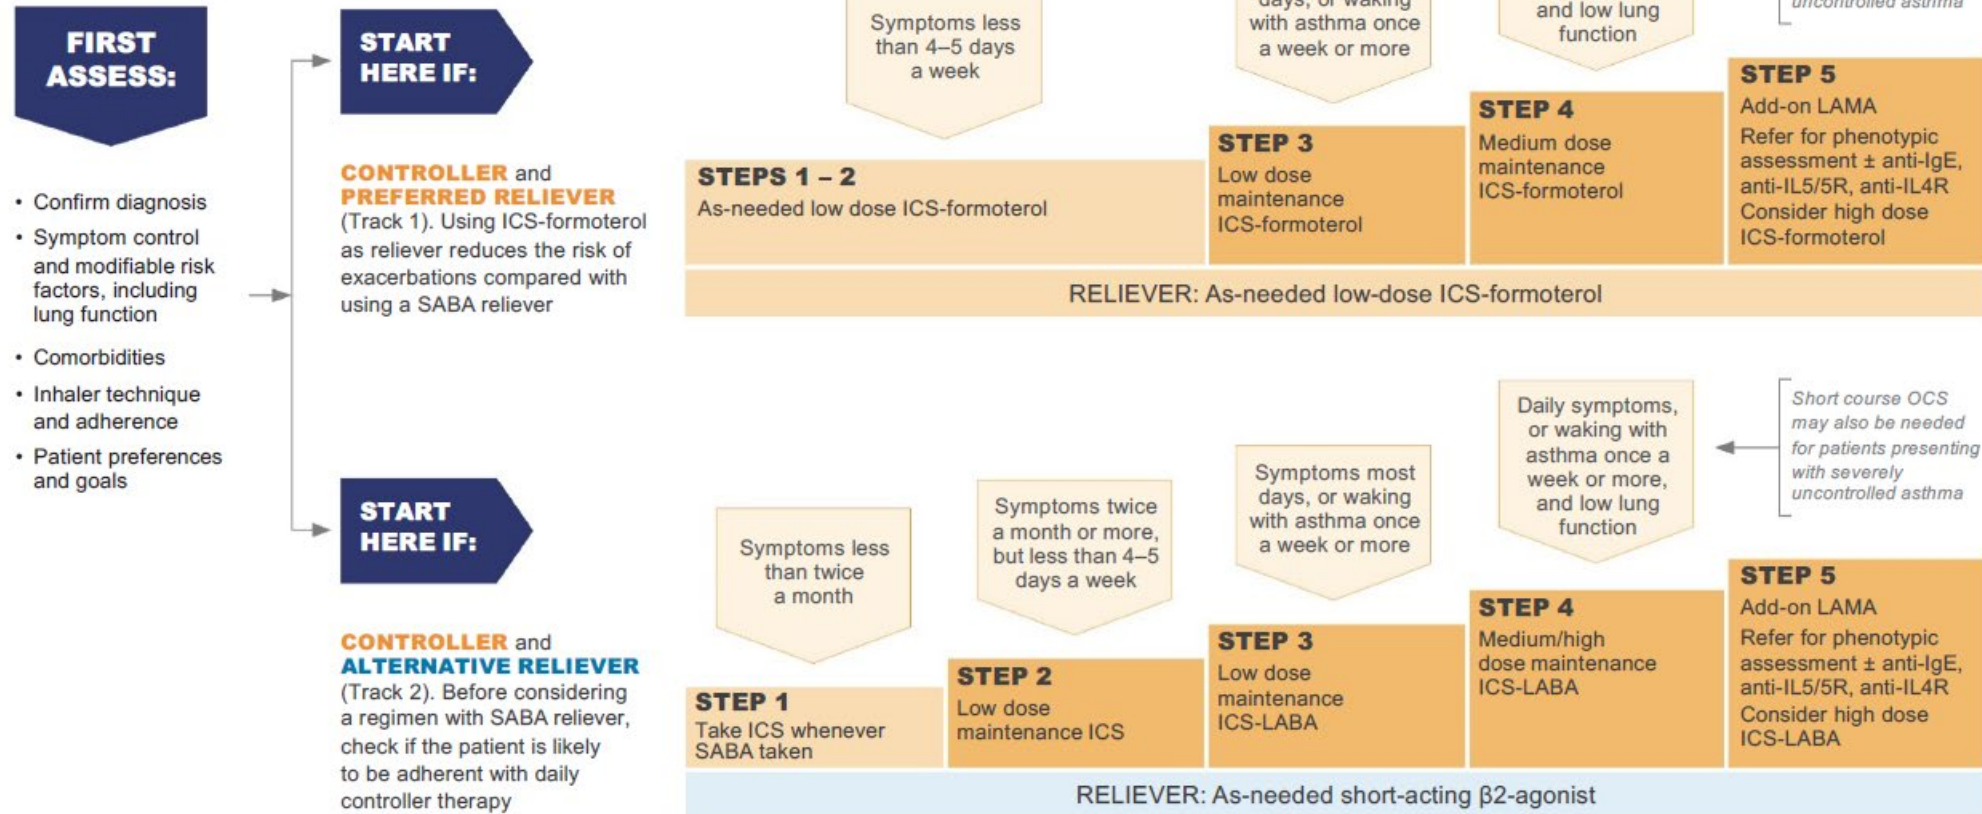 FIRST
ASSESS:
• Confirm diagnosis
• Symptom control
and modifiable risk
factors, including
lung function
• Comorbidities
• Inhaler technique
and adherence
• Patient preferences
and goals
START
HERE IF:
CONTROLLER and
PREFERRED RELIEVER
(Track 1). Using ICS-formoterol
as reliever reduces the risk of
exacerbations compared with
using a SABA reliever
Symptoms less
than 4–5 days
a week
days, or waking
with asthma once
a week or more
and low lung
function
uncontrolled asthma
STEPS 1 – 2
As-needed low dose ICS-formoterol
STEP 3
Low dose
maintenance
ICS-formoterol
STEP 4
Medium dose
maintenance
ICS-formoterol
STEP 5
Add-on LAMA
Refer for phenotypic
assessment ± anti-IgE,
anti-IL5/5R, anti-IL4R
Consider high dose
ICS-formoterol
RELIEVER: As-needed low-dose ICS-formoterol
START
HERE IF:
CONTROLLER and
ALTERNATIVE RELIEVER
(Track 2). Before considering
a regimen with SABA reliever,
check if the patient is likely
to be adherent with daily
controller therapy
Symptoms less
than twice
a month
Symptoms twice
a month or more,
but less than 4–5
days a week
Symptoms most
days, or waking
with asthma once
a week or more
Daily symptoms,
or waking with
asthma once a
week or more,
and low lung
function
Short course OCS
may also be needed
for patients presenting
with severely
uncontrolled asthma
STEP 1
Take ICS whenever
SABA taken
STEP 2
Low dose
maintenance ICS
STEP 3
Low dose
maintenance
ICS-LABA
STEP 4
Medium/high
dose maintenance
ICS-LABA
STEP 5
Add-on LAMA
Refer for phenotypic
assessment ± anti-IgE,
anti-IL5/5R, anti-IL4R
Consider high dose
ICS-LABA
RELIEVER: As-needed short-acting β2-agonist